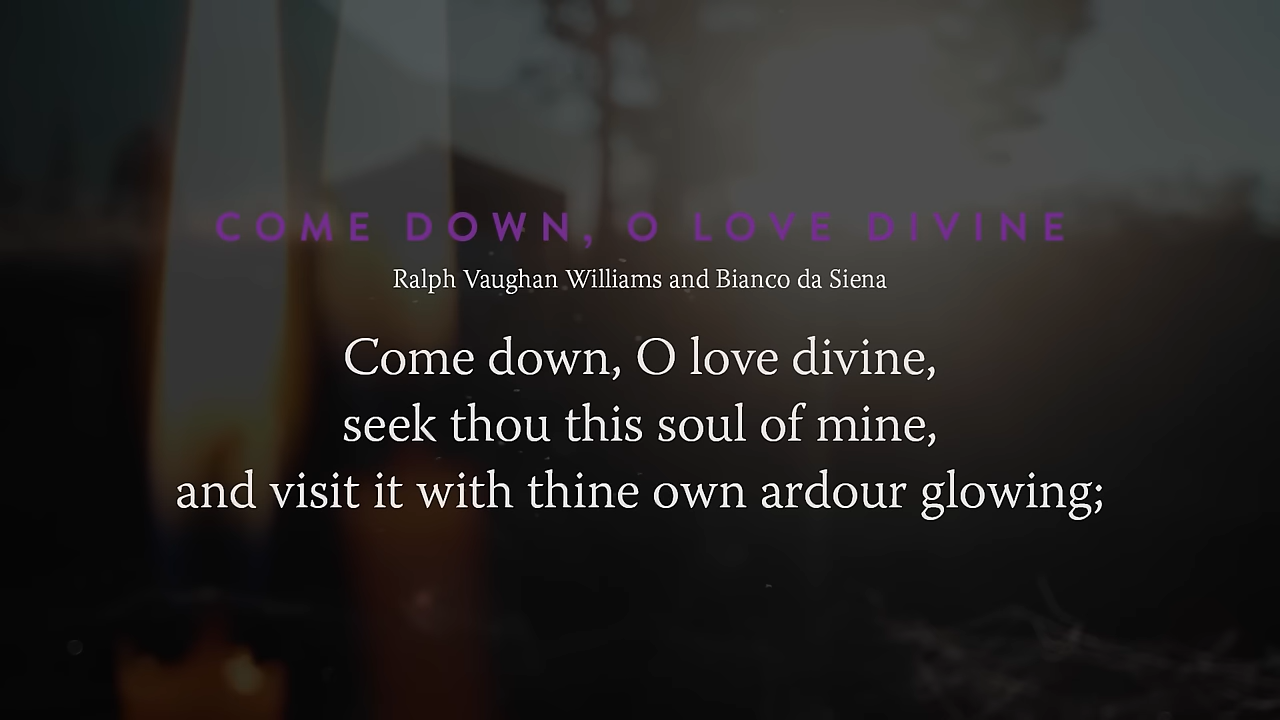 COME DOWN, O LOVE DIVINE
Ralph Vaughan Williams and Bianco da Siena
Come down, O love divine,
seek thou this soul of mine,
and visit it with thine own ardour glowing;